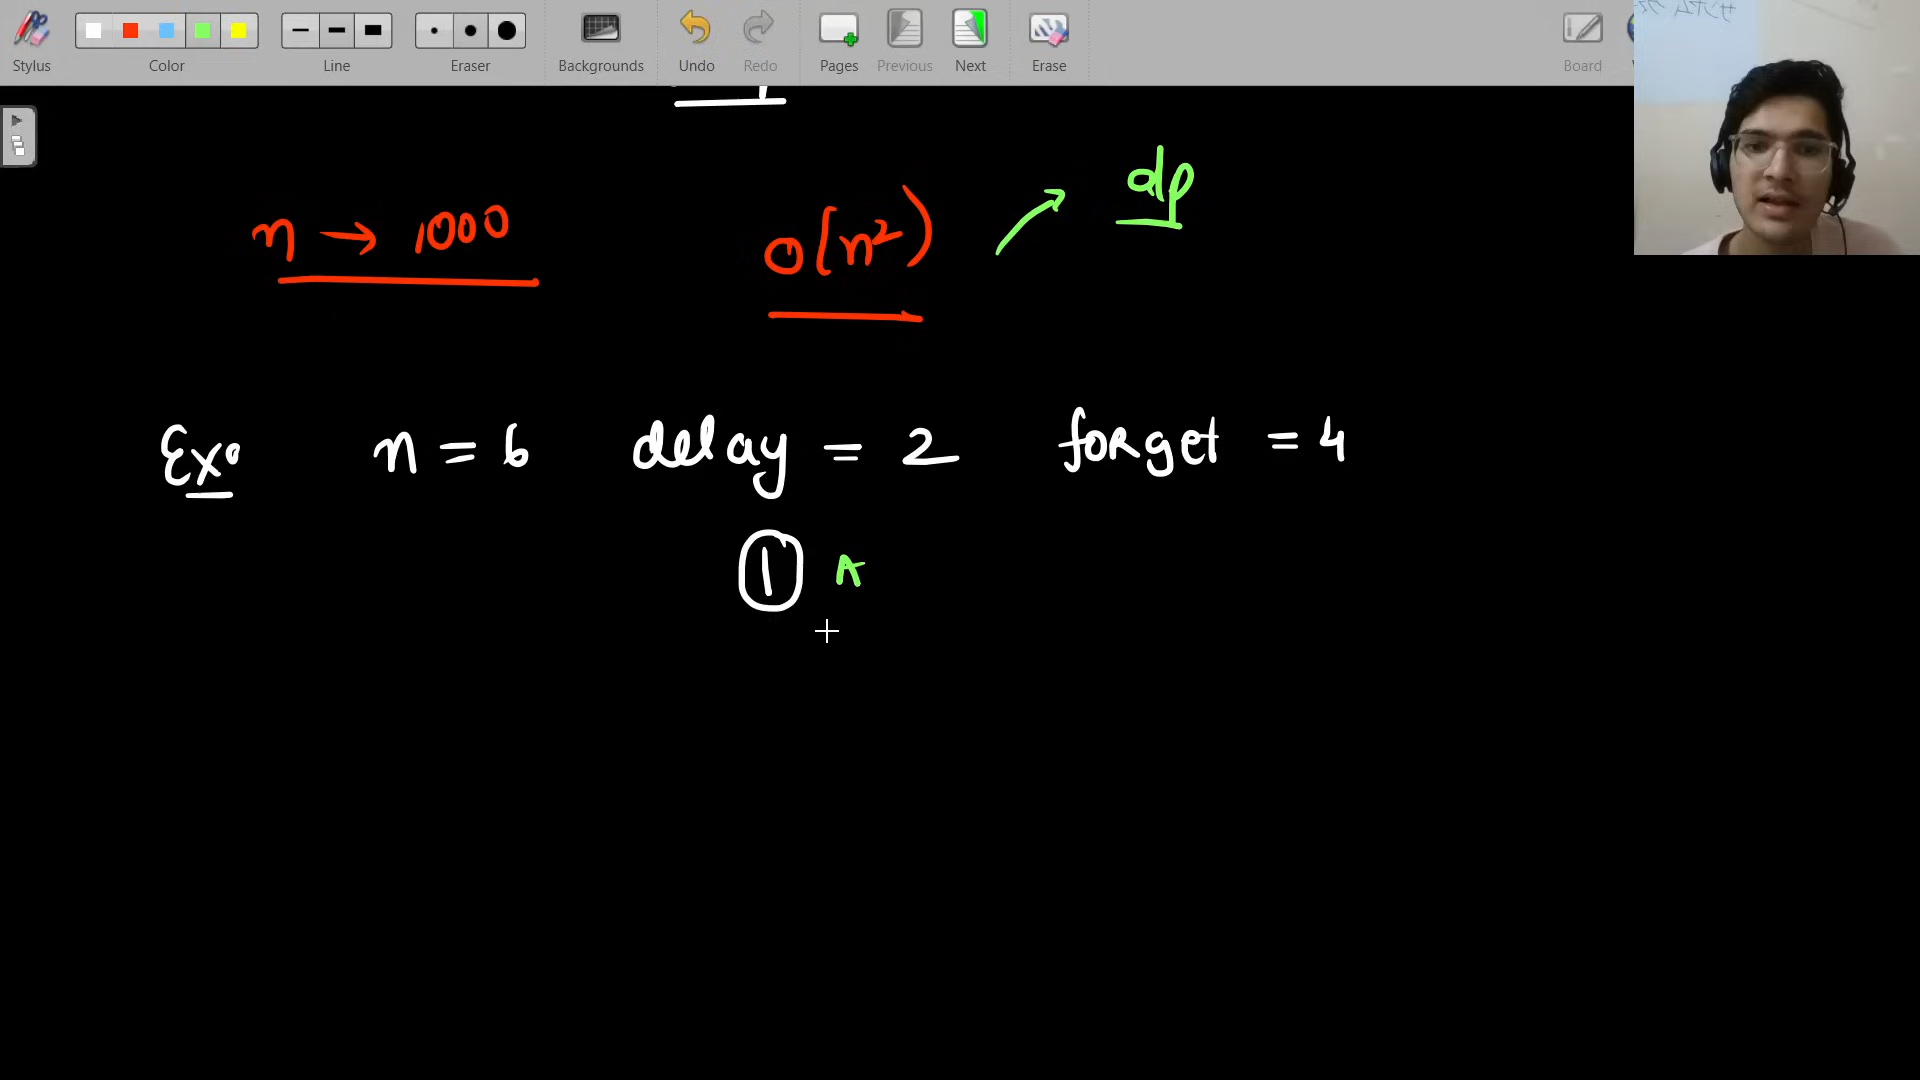 Stylus Color Line Eraser Backgrounds Undo Redo Pages Previous Next Erase Board
n → 1000 O(n²) dp
Ex. n = 6 delay = 2 forget = 4
1 A